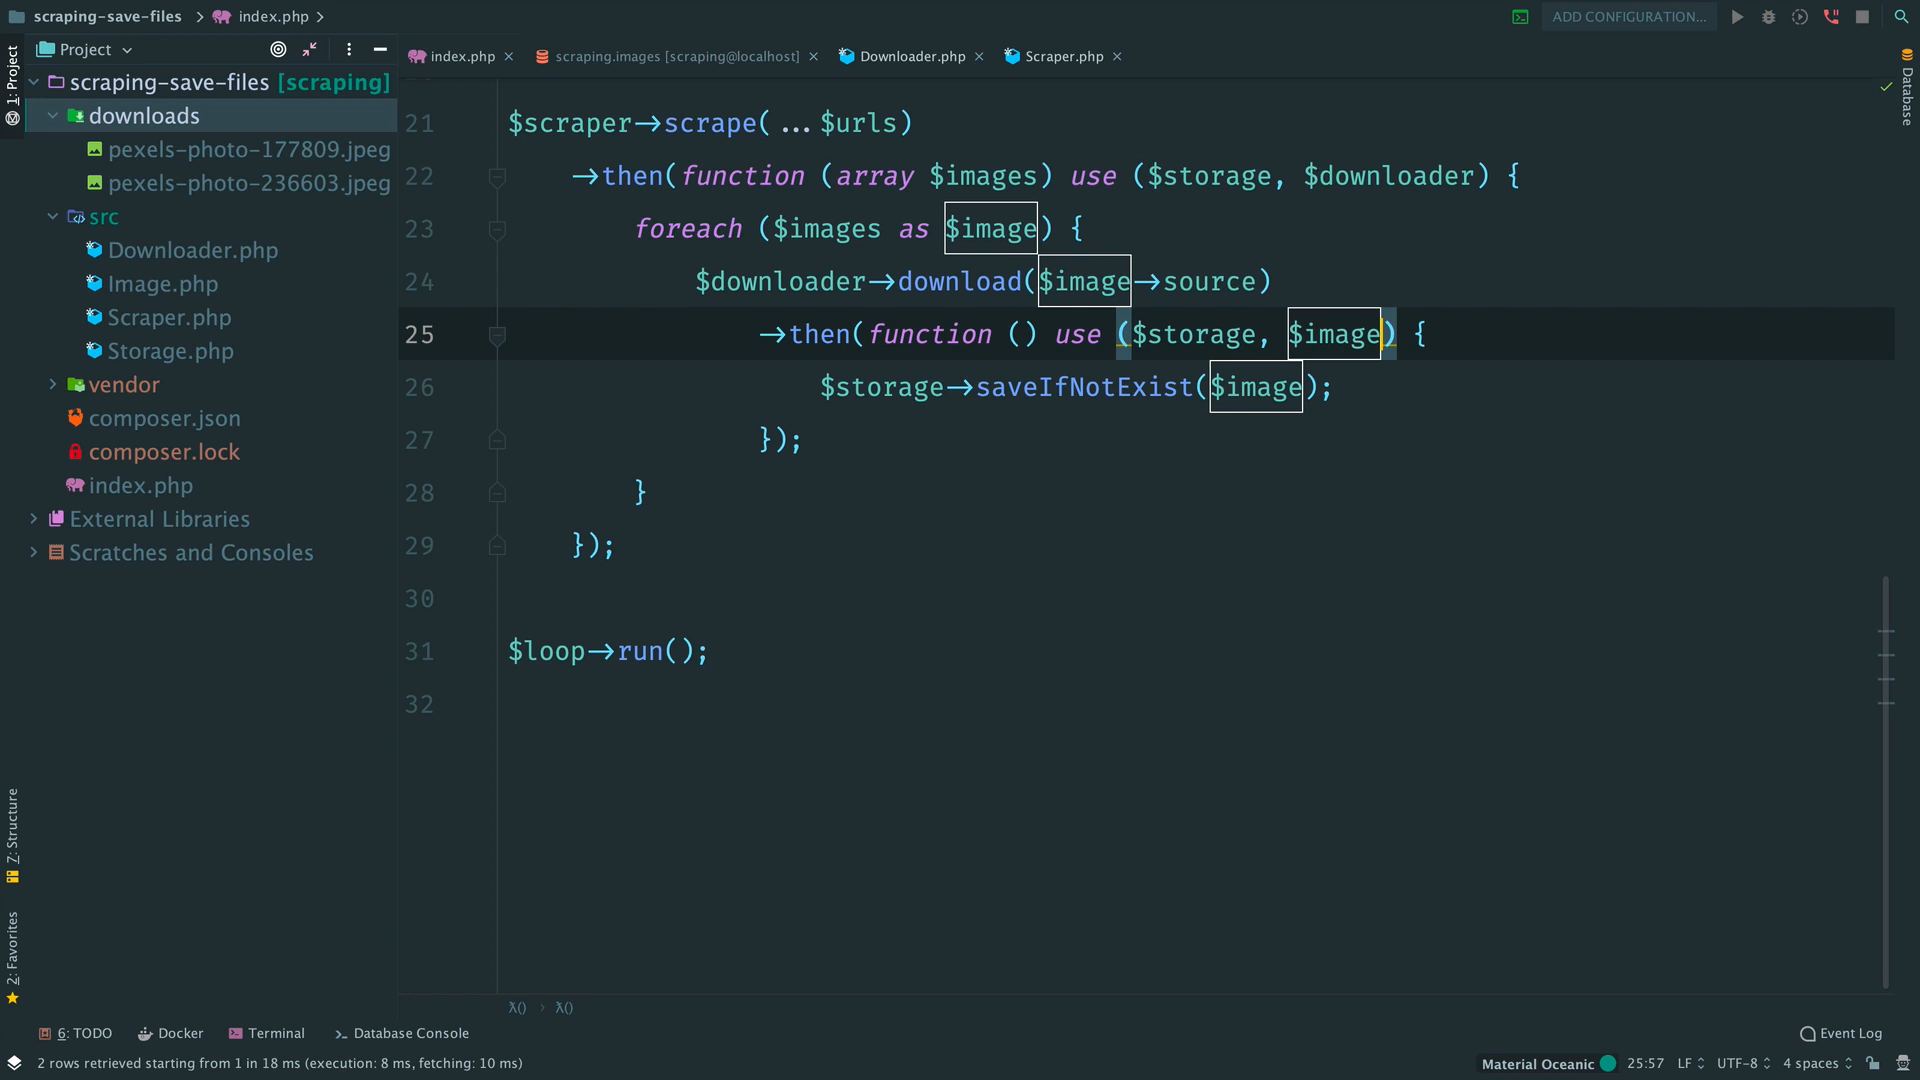 scraping-save-files
index.php
ADD CONFIGURATION...
1: Project
Project
index.php
scraping.images [scraping@localhost]
Downloader.php
Scraper.php
Database
scraping-save-files [scraping]
downloads
pexels-photo-177809.jpeg
pexels-photo-236603.jpeg
src
Downloader.php
Image.php
Scraper.php
Storage.php
vendor
composer.json
composer.lock
index.php
External Libraries
Scratches and Consoles
21 $scraper->scrape(...$urls)
22 ->then(function (array $images) use ($storage, $downloader) {
23 foreach ($images as $image) {
24 $downloader->download($image->source)
25 ->then(function () use ($storage, $image) {
26 $storage->saveIfNotExist($image);
27 });
28 }
29 });
30
31 $loop->run();
32
7: Structure
2: Favorites
λ() λ()
6: TODO
Docker
Terminal
Database Console
Event Log
2 rows retrieved starting from 1 in 18 ms (execution: 8 ms, fetching: 10 ms)
Material Oceanic
25:57
LF
UTF-8
4 spaces